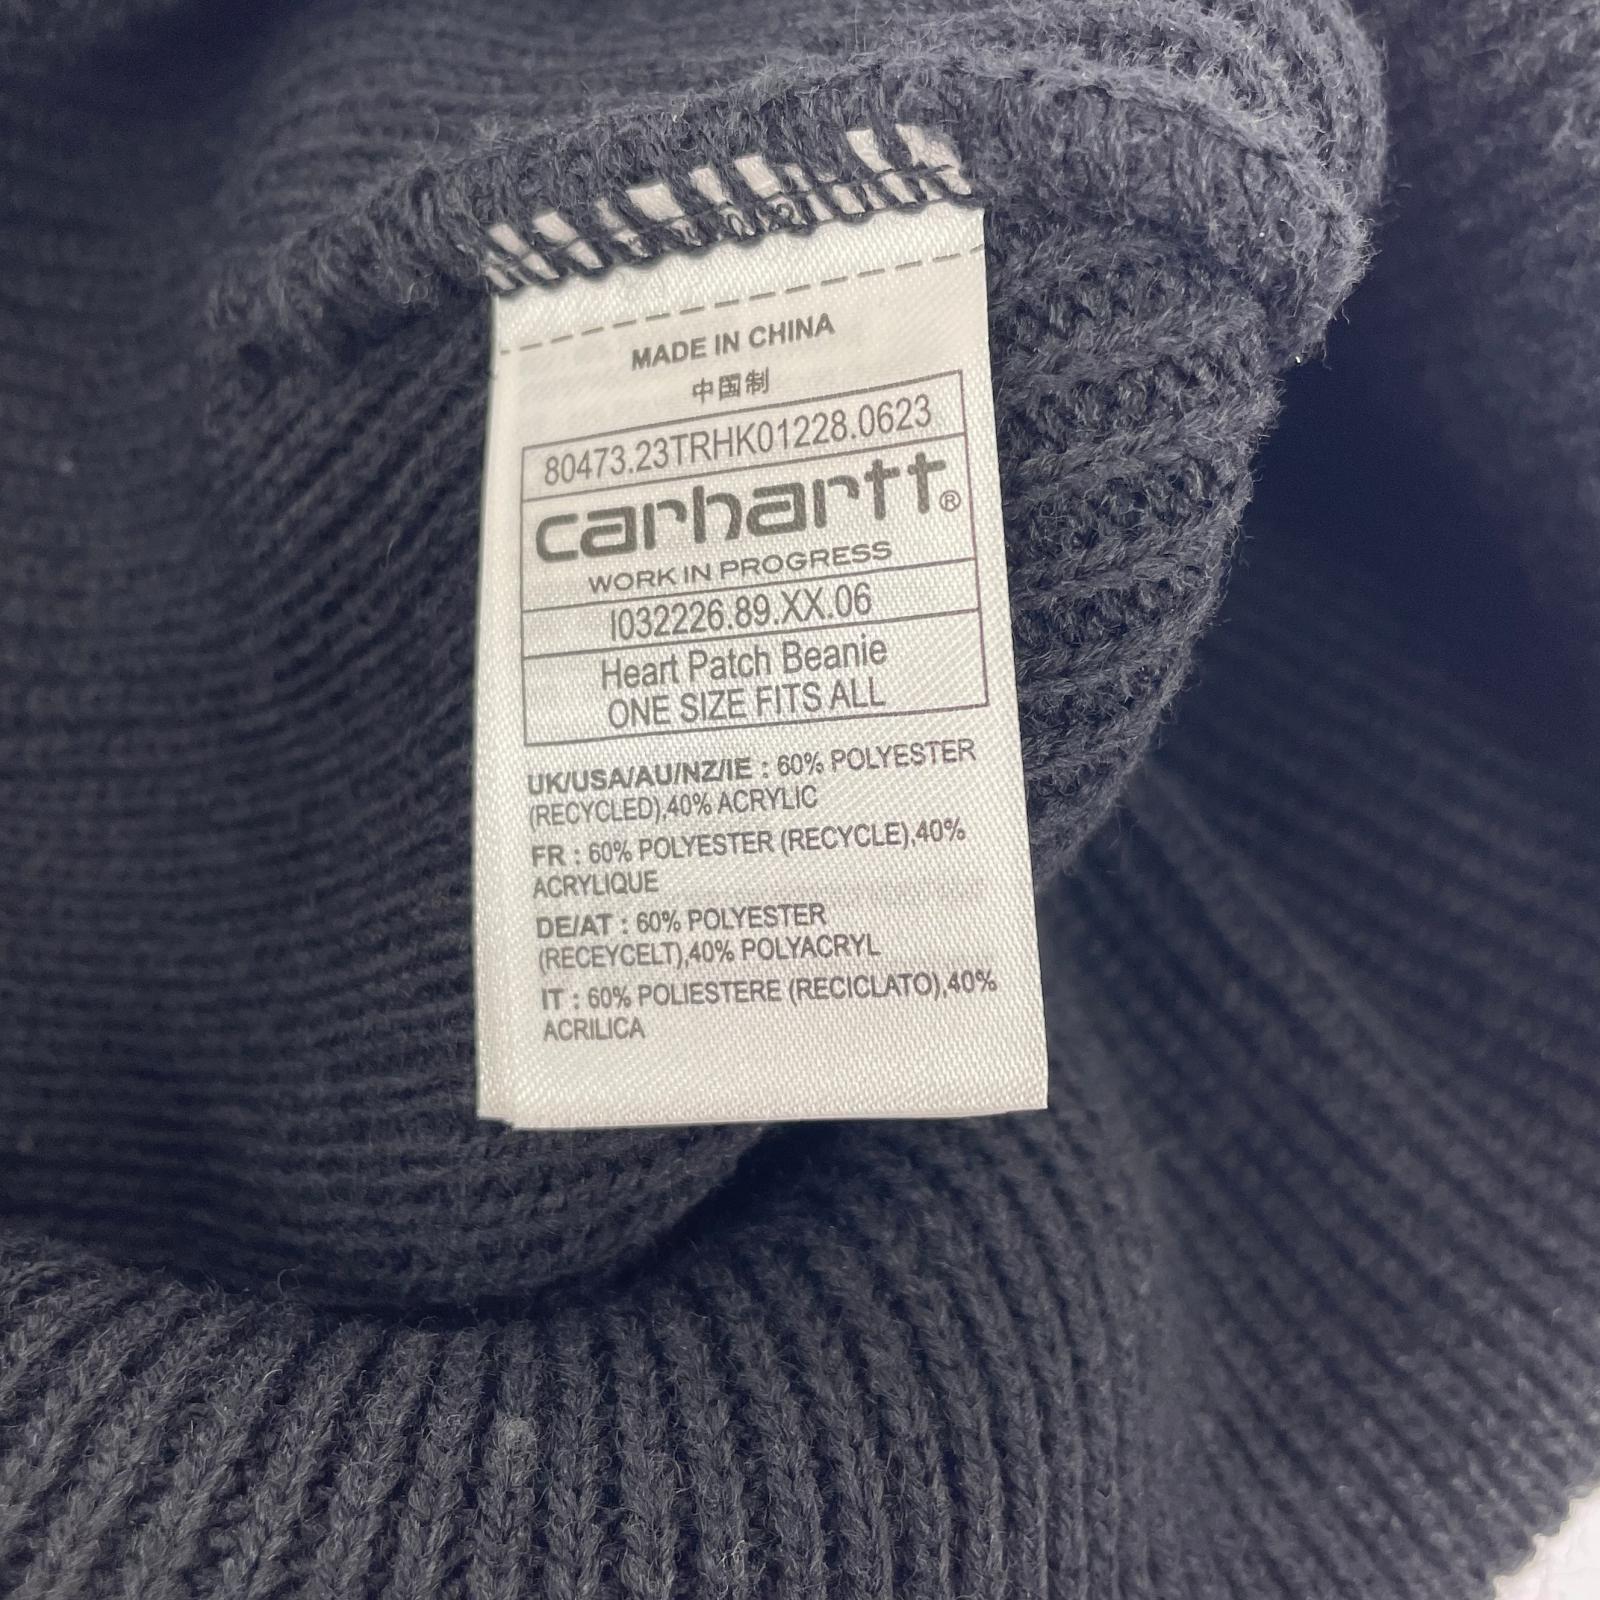 MADE IN CHINA
中国制
80473.23TRHK01228.0623
carhartt®
WORK IN PROGRESS
I032226.89.XX.06
Heart Patch Beanie
ONE SIZE FITS ALL
UK/USA/AU/NZ/IE : 60% POLYESTER
(RECYCLED),40% ACRYLIC
FR : 60% POLYESTER (RECYCLE),40%
ACRYLIQUE
DE/AT : 60% POLYESTER
(RECEYCELT),40% POLYACRYL
IT : 60% POLIESTERE (RECICLATO),40%
ACRILICA